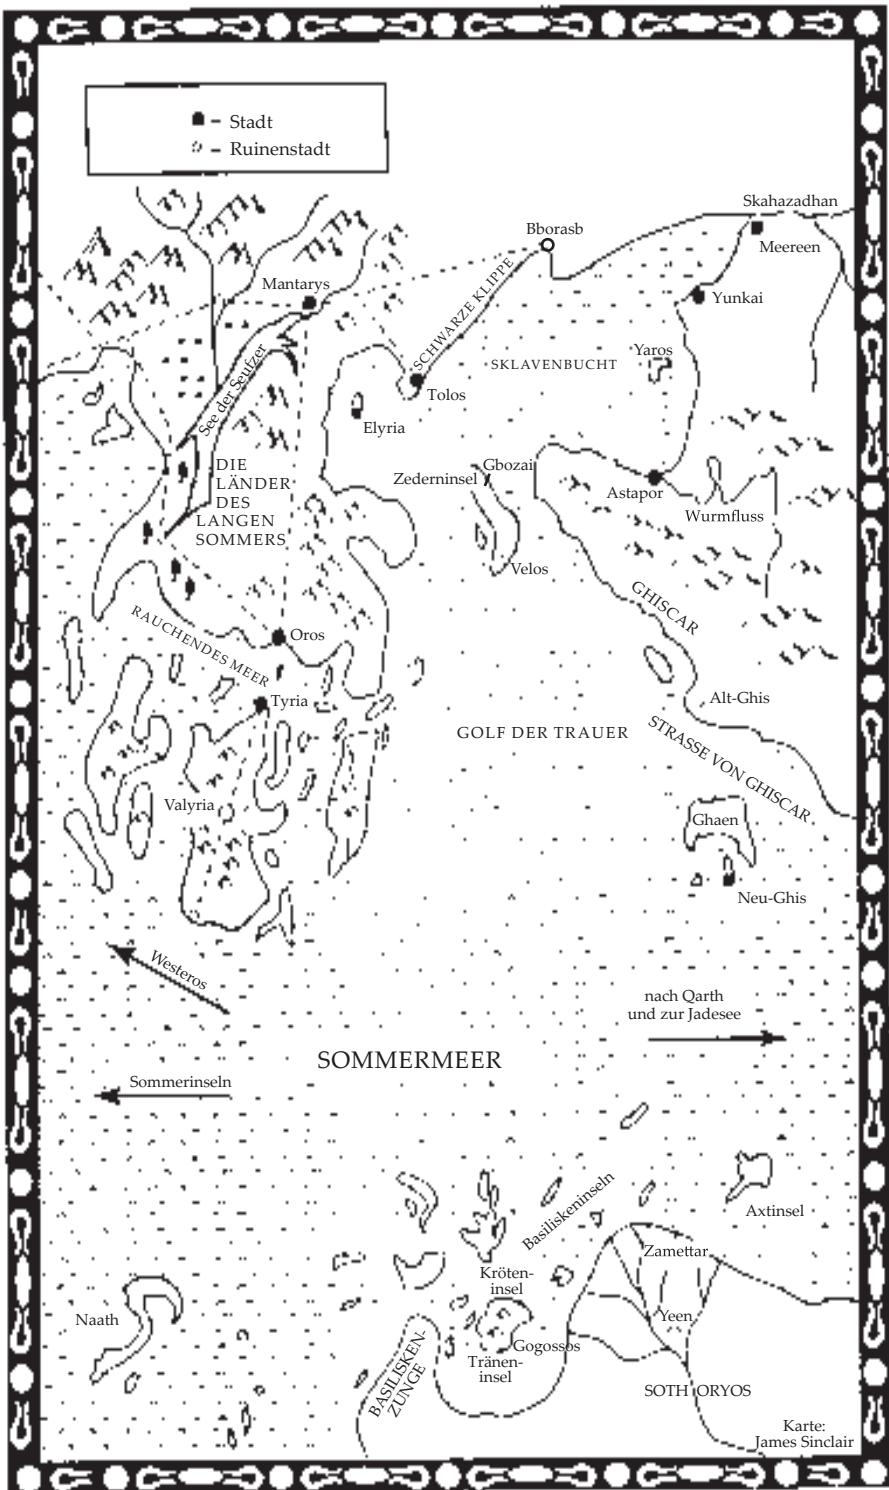 – Stadt
– Ruinenstadt
Skahazadhan
Bborasb
Meereen
Mantarys
Yunkai
SCHWARZE KLIPPE
SKLAVENBUCHT
Yaros
See der Seufzer
Tolos
Elyria
DIE
LÄNDER
DES
LANGEN
SOMMERS
Gbozai
Zederninsel
Astapor
Wurmfluss
Velos
GHISCAR
RAUCHENDES MEER
Oros
Tyria
Alt-Ghis
GOLF DER TRAUER
STRASSE VON GHISCAR
Valyria
Ghaen
Neu-Ghis
Westeros
nach Qarth
und zur Jadesee
SOMMERMEER
Sommerinseln
Basiliskeninseln
Axtinsel
Zamettar
Kröten-
insel
Naath
Yeen
Gogossos
Tränen-
insel
BASILISKEN-
ZUNGE
SOTHORYOS
Karte:
James Sinclair